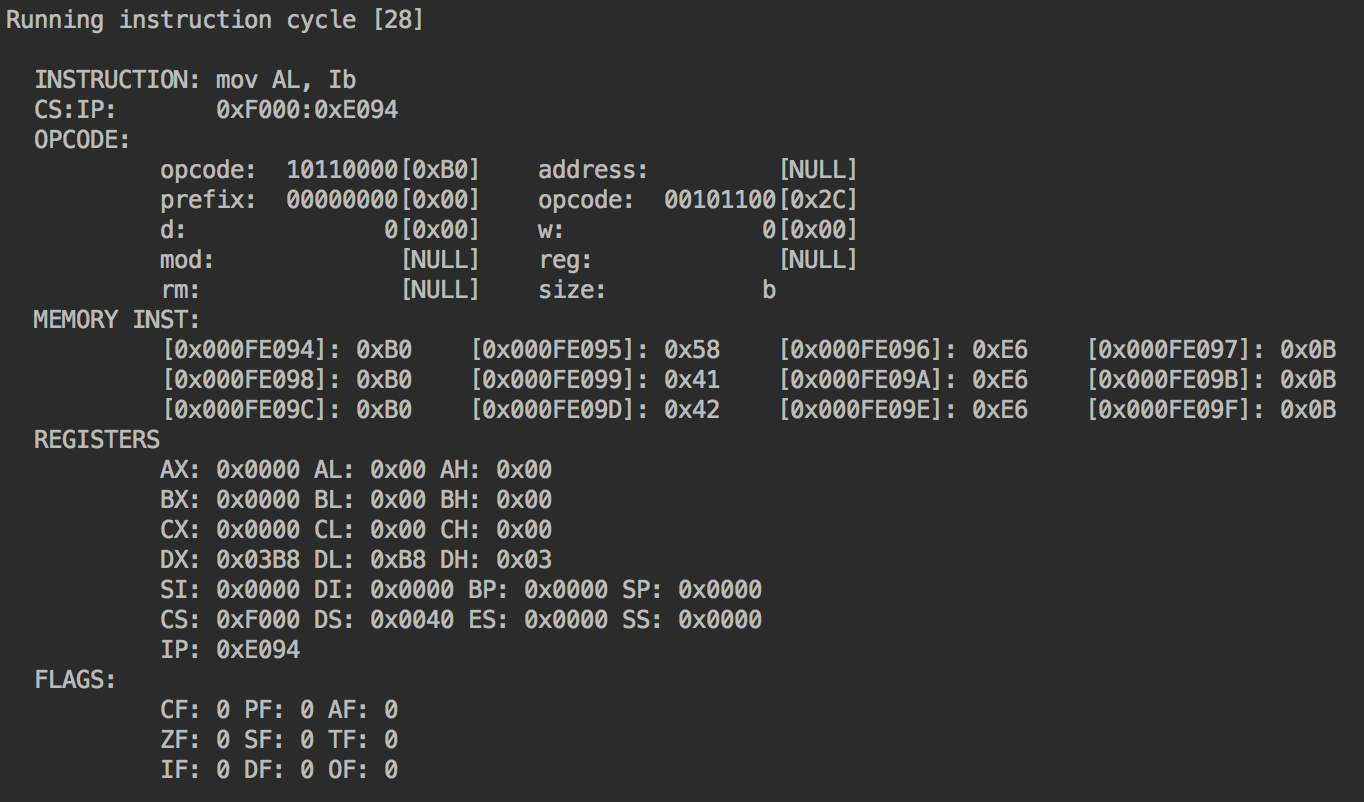 Running instruction cycle [28]
INSTRUCTION: mov AL, Ib
CS:IP: 0xF000:0xE094
OPCODE:
opcode: 10110000[0xB0] address: [NULL]
prefix: 00000000[0x00] opcode: 00101100[0x2C]
d: 0[0x00] w: 0[0x00]
mod: [NULL] reg: [NULL]
rm: [NULL] size: b
MEMORY INST:
[0x000FE094]: 0xB0 [0x000FE095]: 0x58 [0x000FE096]: 0xE6 [0x000FE097]: 0x0B
[0x000FE098]: 0xB0 [0x000FE099]: 0x41 [0x000FE09A]: 0xE6 [0x000FE09B]: 0x0B
[0x000FE09C]: 0xB0 [0x000FE09D]: 0x42 [0x000FE09E]: 0xE6 [0x000FE09F]: 0x0B
REGISTERS
AX: 0x0000 AL: 0x00 AH: 0x00
BX: 0x0000 BL: 0x00 BH: 0x00
CX: 0x0000 CL: 0x00 CH: 0x00
DX: 0x03B8 DL: 0xB8 DH: 0x03
SI: 0x0000 DI: 0x0000 BP: 0x0000 SP: 0x0000
CS: 0xF000 DS: 0x0040 ES: 0x0000 SS: 0x0000
IP: 0xE094
FLAGS:
CF: 0 PF: 0 AF: 0
ZF: 0 SF: 0 TF: 0
IF: 0 DF: 0 OF: 0